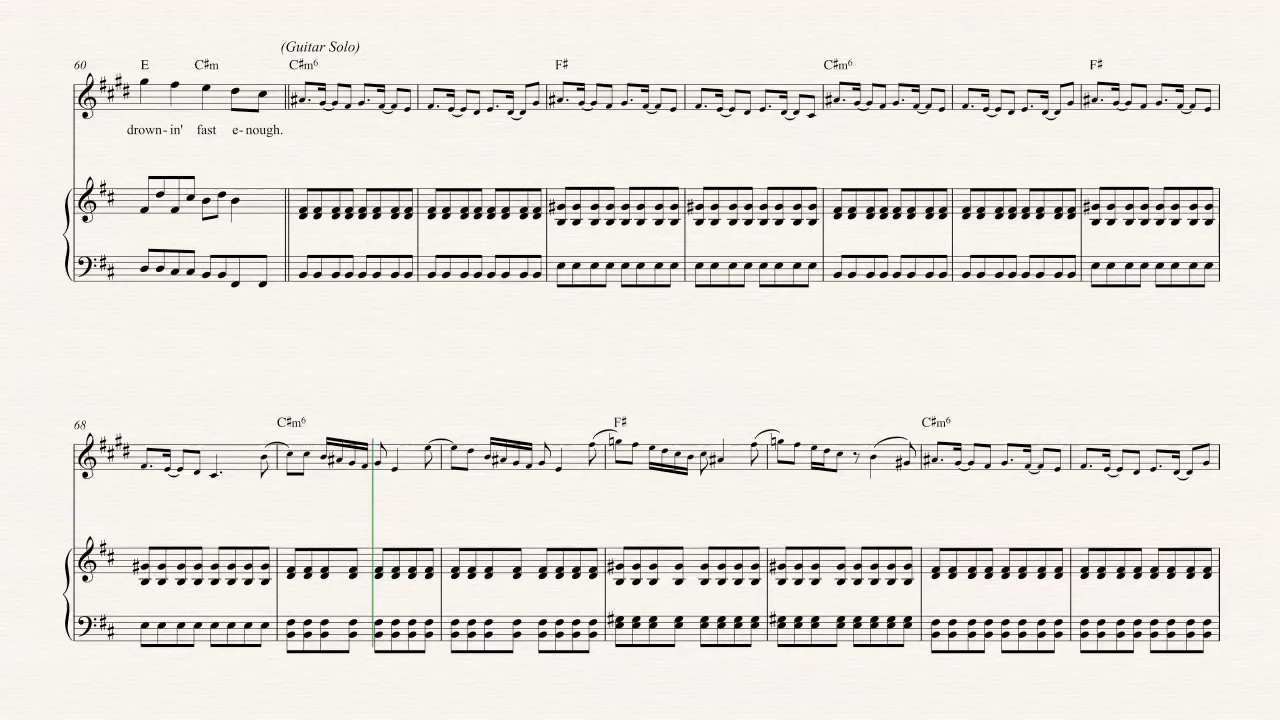 (Guitar Solo)
60 E C♯m C♯m6 F♯ C♯m6 F♯
drown-in' fast e-nough.
68 C♯m6 F♯ C♯m6